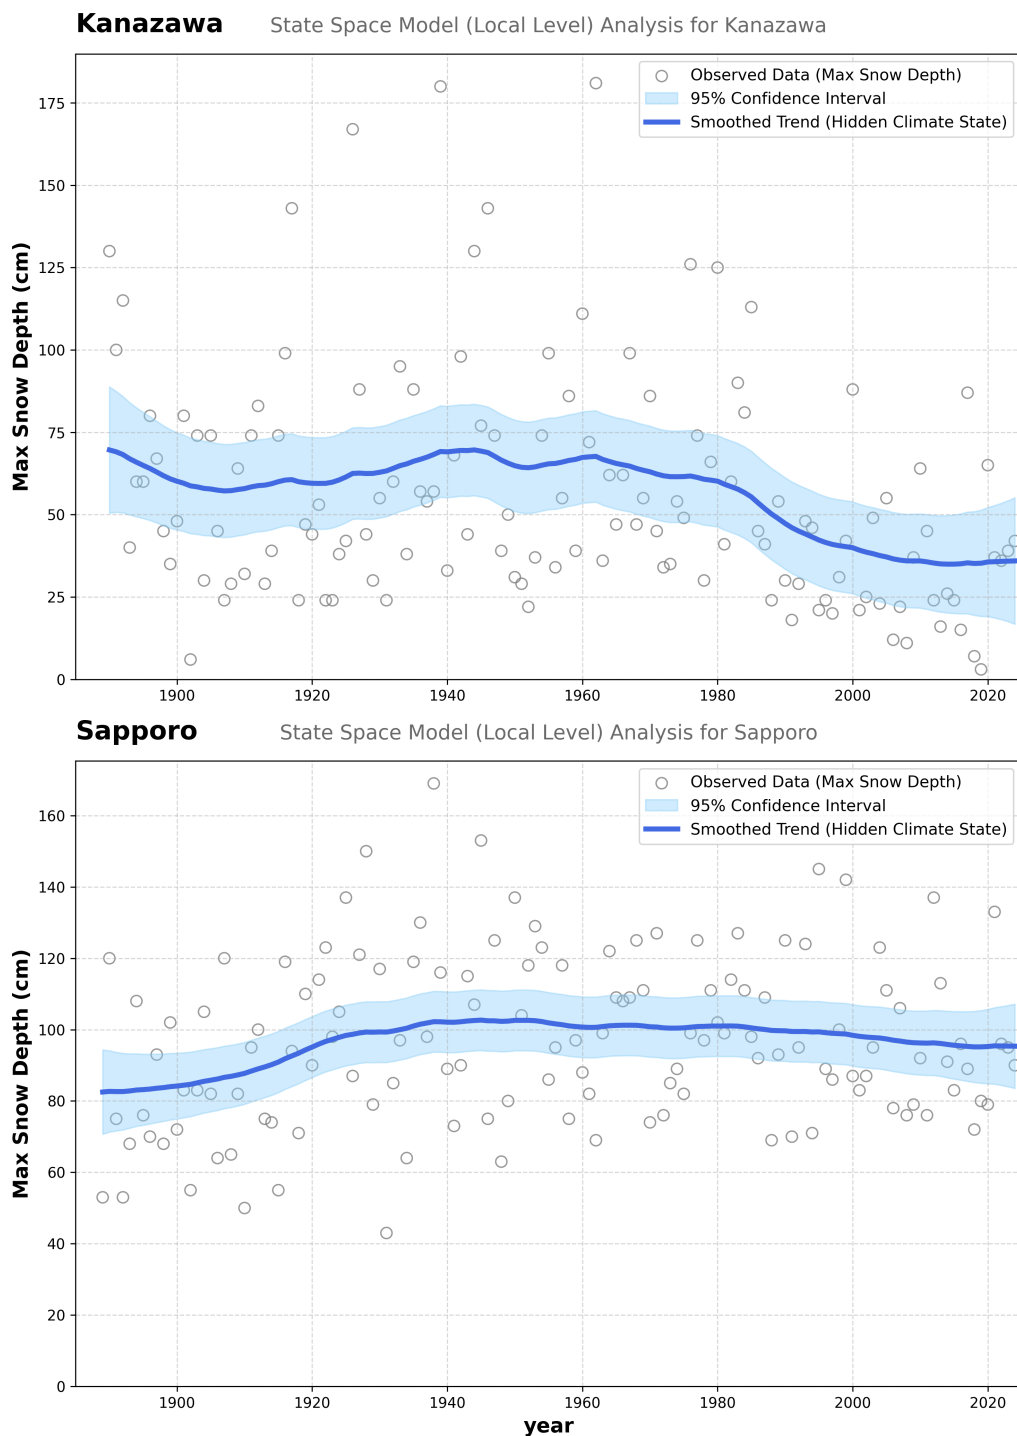 Kanazawa State Space Model (Local Level) Analysis for Kanazawa
Observed Data (Max Snow Depth)
95% Confidence Interval
Smoothed Trend (Hidden Climate State)
Max Snow Depth (cm)
175
150
125
100
75
50
25
0
1900 1920 1940 1960 1980 2000 2020
Sapporo State Space Model (Local Level) Analysis for Sapporo
Observed Data (Max Snow Depth)
95% Confidence Interval
Smoothed Trend (Hidden Climate State)
Max Snow Depth (cm)
160
140
120
100
80
60
40
20
0
1900 1920 1940 1960 1980 2000 2020
year